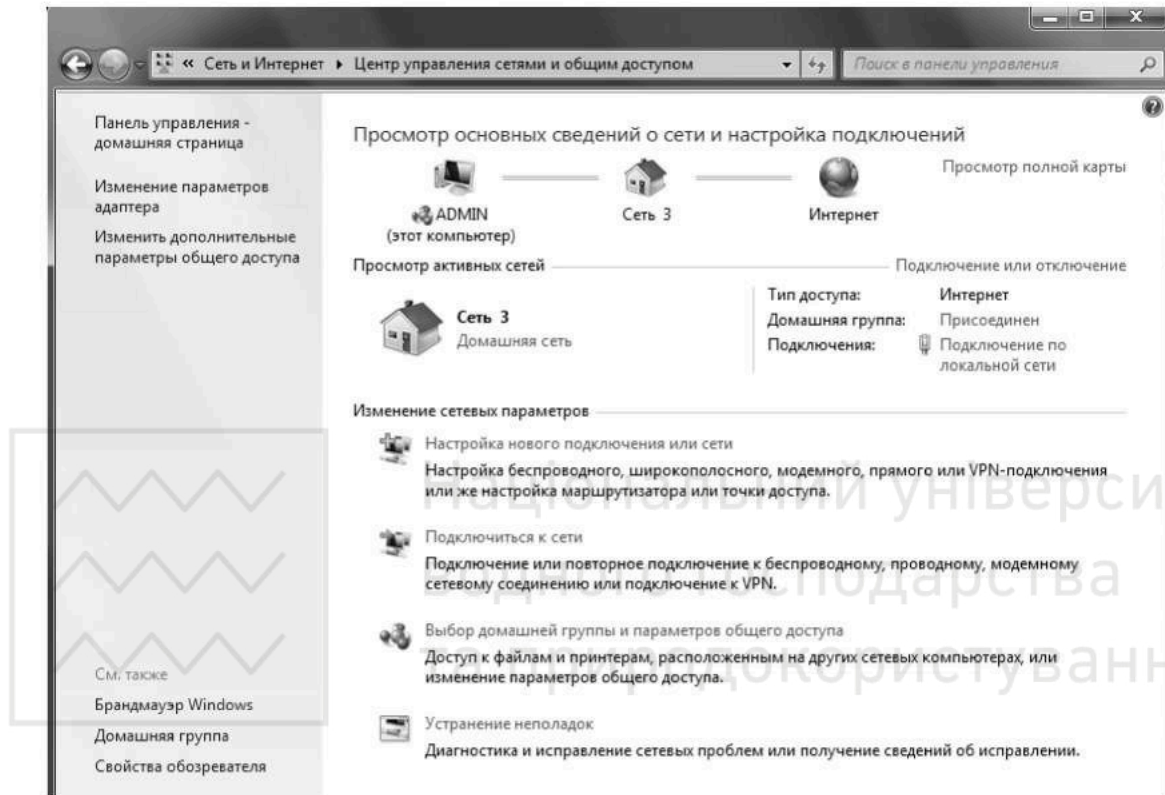 « Сеть и Интернет ▸ Центр управления сетями и общим доступом
Поиск в панели управления
Панель управления -
домашняя страница
Изменение параметров
адаптера
Изменить дополнительные
параметры общего доступа
См. также
Брандмауэр Windows
Домашняя группа
Свойства обозревателя
Просмотр основных сведений о сети и настройка подключений
Просмотр полной карты
ADMIN
(этот компьютер)
Сеть 3
Интернет
Просмотр активных сетей
Подключение или отключение
Сеть 3
Домашняя сеть
Тип доступа: Интернет
Домашняя группа: Присоединен
Подключения: Подключение по
локальной сети
Изменение сетевых параметров
Настройка нового подключения или сети
Настройка беспроводного, широкополосного, модемного, прямого или VPN-подключения
или же настройка маршрутизатора или точки доступа.
Подключиться к сети
Подключение или повторное подключение к беспроводному, проводному, модемному
сетевому соединению или подключение к VPN.
Выбор домашней группы и параметров общего доступа
Доступ к файлам и принтерам, расположенным на других сетевых компьютерах, или
изменение параметров общего доступа.
Устранение неполадок
Диагностика и исправление сетевых проблем или получение сведений об исправлении.
Національний універси
водного господарства
та природокористуванн